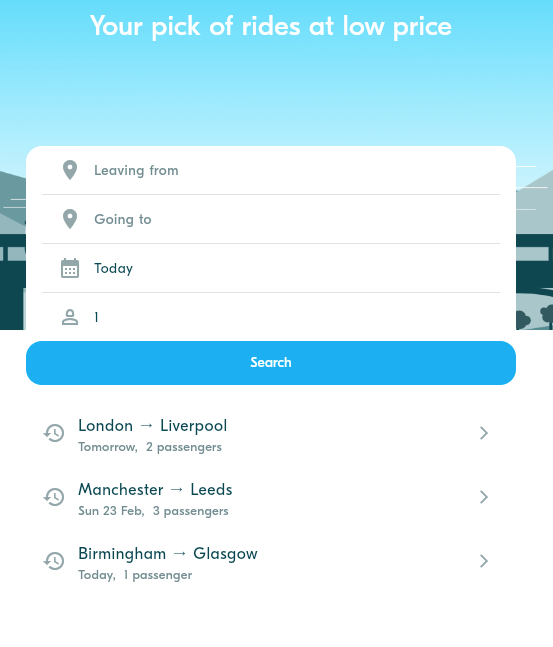 Your pick of rides at low price
Leaving from
Going to
Today
1
Search
London → Liverpool
Tomorrow, 2 passengers
Manchester → Leeds
Sun 23 Feb, 3 passengers
Birmingham → Glasgow
Today, 1 passenger